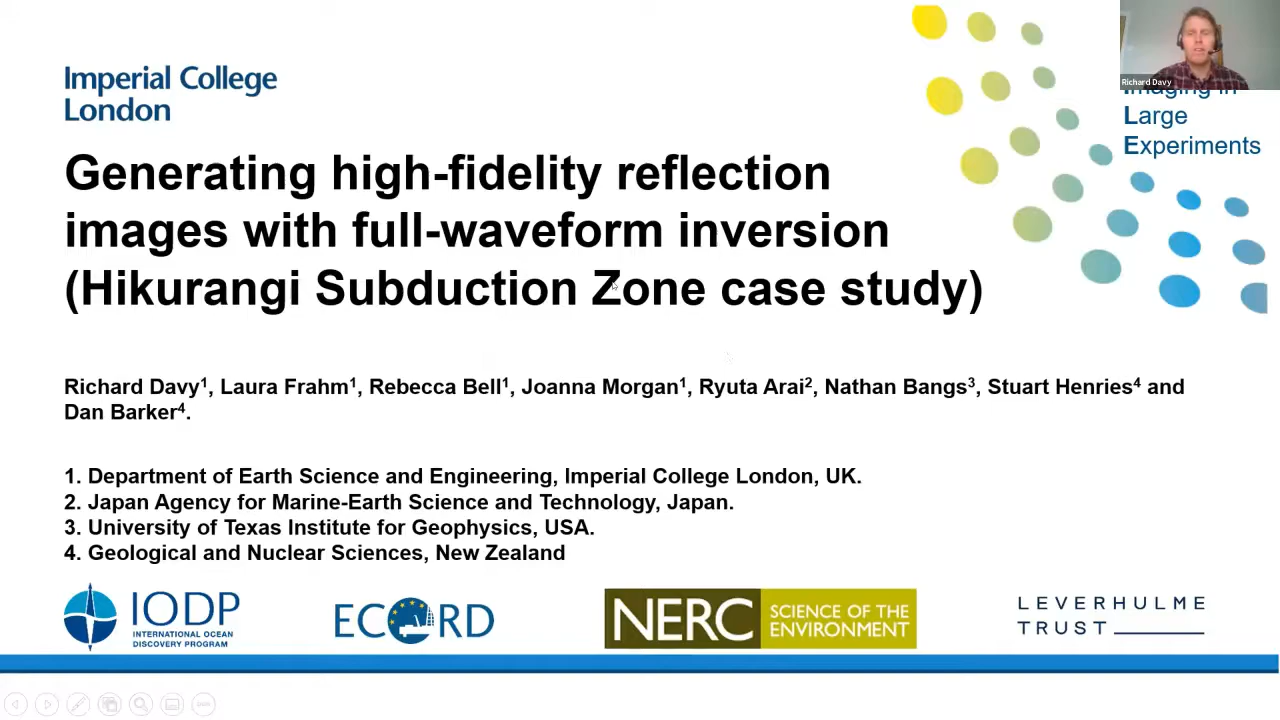 Richard Davy
Imperial College
London
Imaging in
Large
Experiments
Generating high-fidelity reflection
images with full-waveform inversion
(Hikurangi Subduction Zone case study)
Richard Davy¹, Laura Frahm¹, Rebecca Bell¹, Joanna Morgan¹, Ryuta Arai², Nathan Bangs³, Stuart Henries⁴ and
Dan Barker⁴.
1. Department of Earth Science and Engineering, Imperial College London, UK.
2. Japan Agency for Marine-Earth Science and Technology, Japan.
3. University of Texas Institute for Geophysics, USA.
4. Geological and Nuclear Sciences, New Zealand
IODP
INTERNATIONAL OCEAN
DISCOVERY PROGRAM
ECORD
NERC
SCIENCE OF THE
ENVIRONMENT
LEVERHULME
TRUST